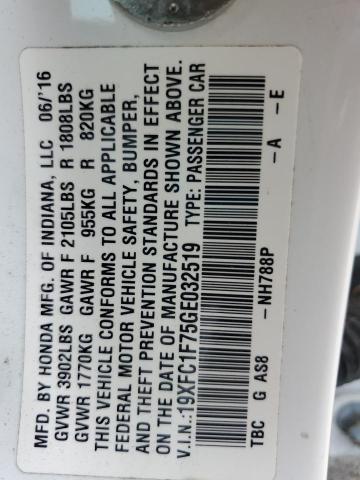 MFD. BY HONDA MFG. OF INDIANA, LLC 06/'16
GVWR 3902LBS GAWR F 2105LBS R 1808LBS
GVWR 1770KG GAWR F 955KG R 820KG
THIS VEHICLE CONFORMS TO ALL APPLICABLE
FEDERAL MOTOR VEHICLE SAFETY, BUMPER,
AND THEFT PREVENTION STANDARDS IN EFFECT
ON THE DATE OF MANUFACTURE SHOWN ABOVE.
V.I.N.:19XFC1F75GE032519 TYPE: PASSENGER CAR
TBC G AS8 -NH788P -A -E